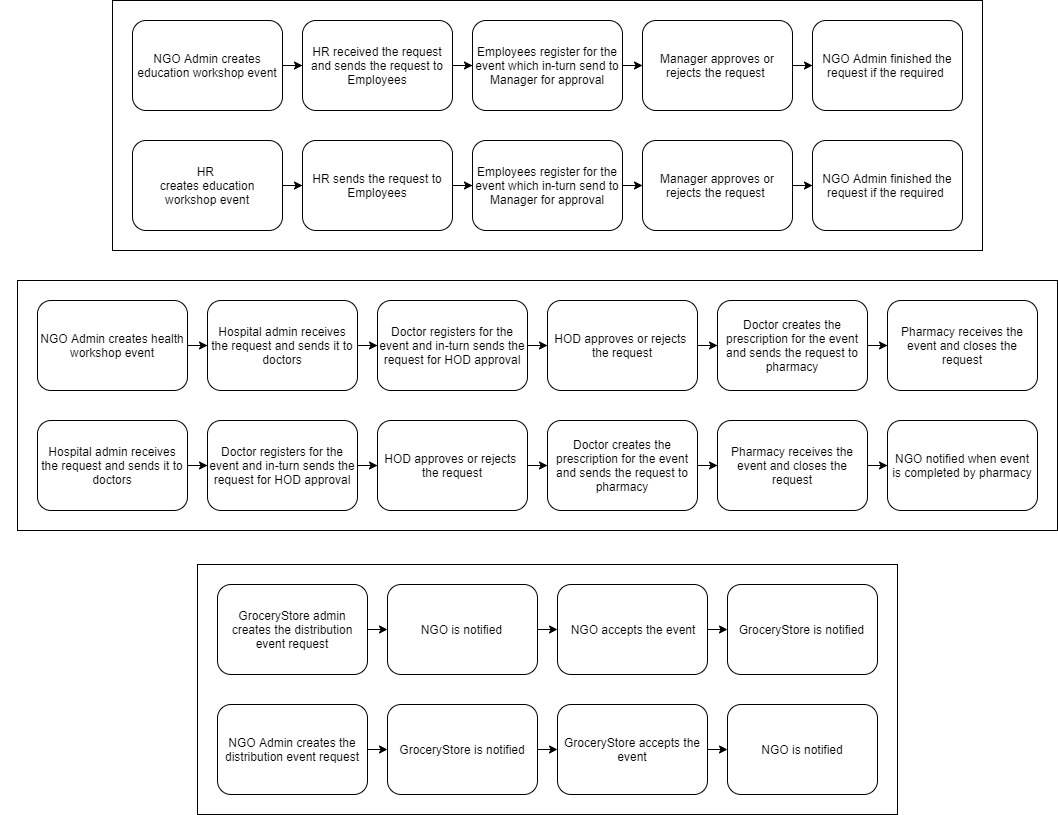 NGO Admin creates
education workshop event
HR received the request
and sends the request to
Employees
Employees register for the
event which in-turn send to
Manager for approval
Manager approves or
rejects the request
NGO Admin finished the
request if the required
HR
creates education
workshop event
HR sends the request to
Employees
Employees register for the
event which in-turn send to
Manager for approval
Manager approves or
rejects the request
NGO Admin finished the
request if the required
NGO Admin creates health
workshop event
Hospital admin receives
the request and sends it to
doctors
Doctor registers for the
event and in-turn sends the
request for HOD approval
HOD approves or rejects
the request
Doctor creates the
prescription for the event
and sends the request to
pharmacy
Pharmacy receives the
event and closes the
request
Hospital admin receives
the request and sends it to
doctors
Doctor registers for the
event and in-turn sends the
request for HOD approval
HOD approves or rejects
the request
Doctor creates the
prescription for the event
and sends the request to
pharmacy
Pharmacy receives the
event and closes the
request
NGO notified when event
is completed by pharmacy
GroceryStore admin
creates the distribution
event request
NGO is notified
NGO accepts the event
GroceryStore is notified
NGO Admin creates the
distribution event request
GroceryStore is notified
GroceryStore accepts the
event
NGO is notified